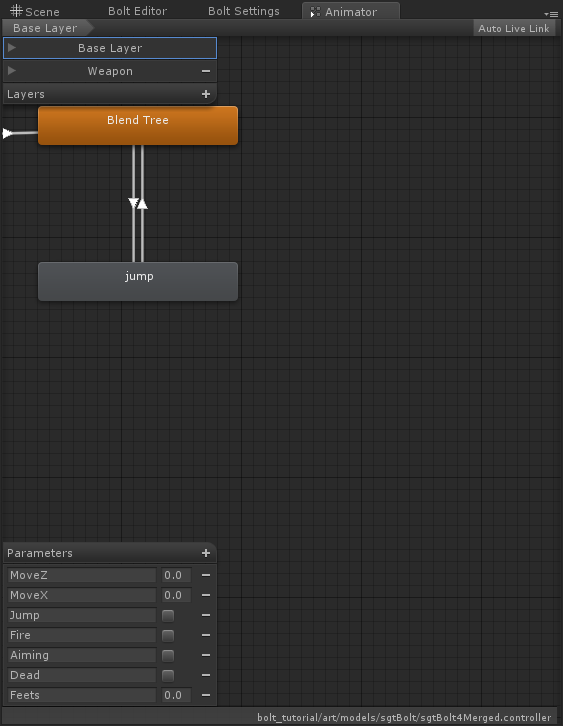 Scene Bolt Editor Bolt Settings Animator
Base Layer Auto Live Link
Base Layer
Weapon
Layers
Blend Tree
jump
Parameters
MoveZ 0.0
MoveX 0.0
Jump
Fire
Aiming
Dead
Feets 0.0
bolt_tutorial/art/models/sgtBolt/sgtBolt4Merged.controller